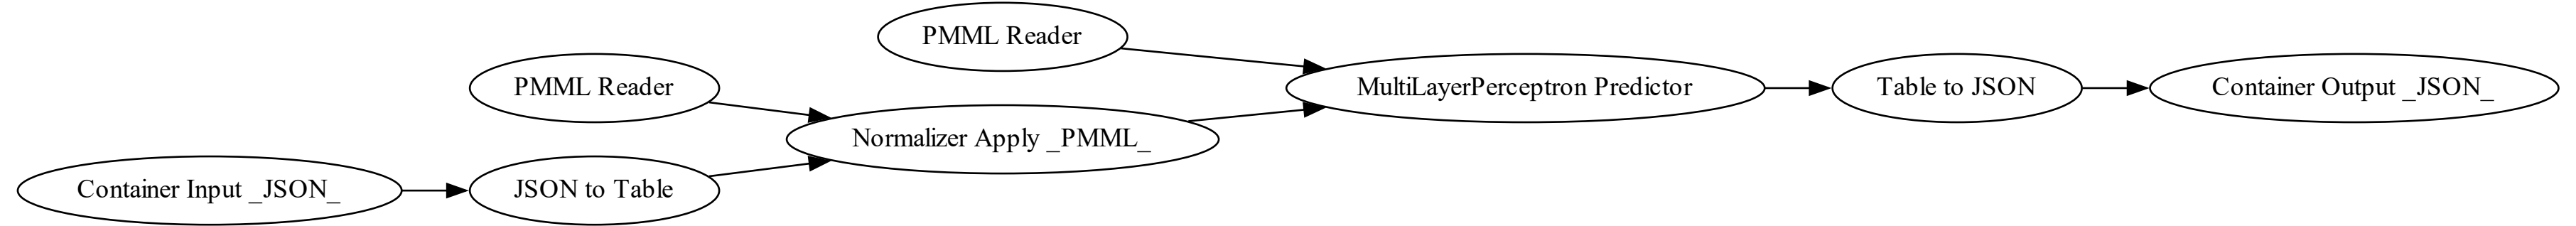 PMML Reader
PMML Reader
MultiLayerPerceptron Predictor
Table to JSON
Container Output _JSON_
Normalizer Apply _PMML_
Container Input _JSON_
JSON to Table